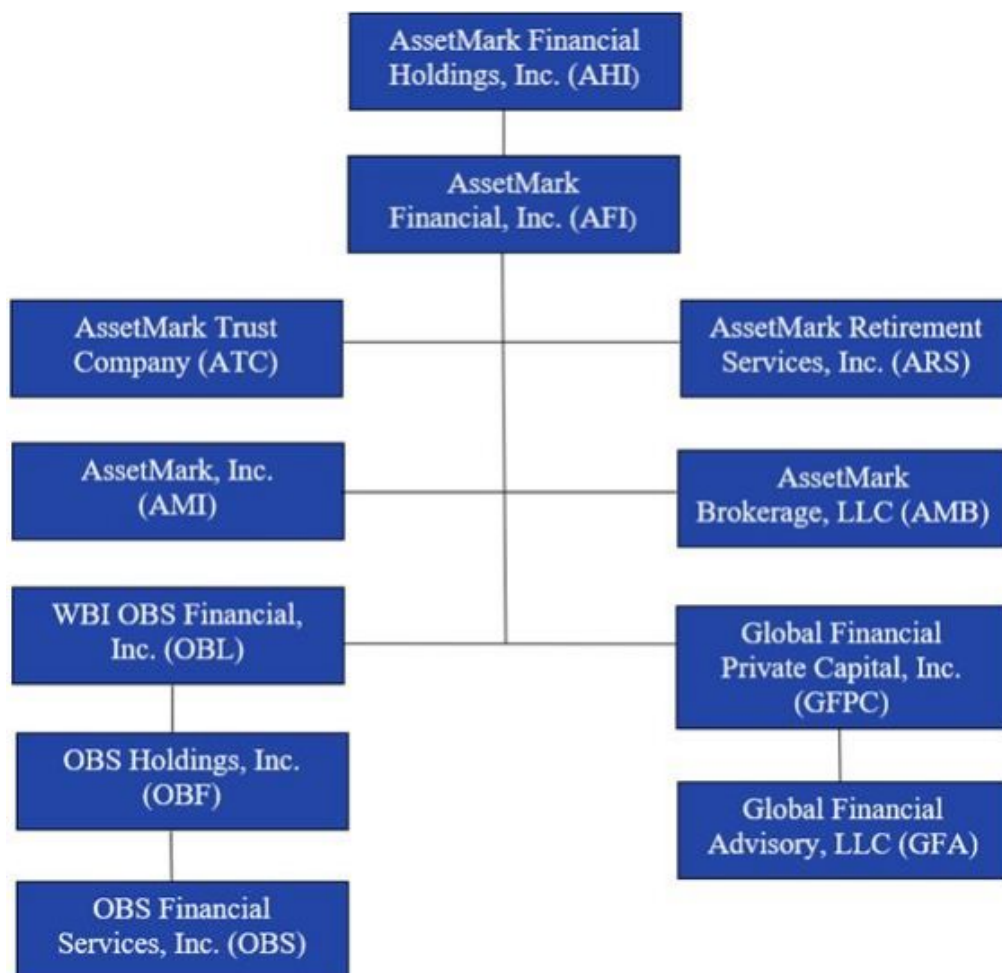 AssetMark Financial
Holdings, Inc. (AHI)
AssetMark
Financial, Inc. (AFI)
AssetMark Trust
Company (ATC)
AssetMark Retirement
Services, Inc. (ARS)
AssetMark, Inc.
(AMI)
AssetMark
Brokerage, LLC (AMB)
WBI OBS Financial,
Inc. (OBL)
Global Financial
Private Capital, Inc.
(GFPC)
OBS Holdings, Inc.
(OBF)
Global Financial
Advisory, LLC (GFA)
OBS Financial
Services, Inc. (OBS)